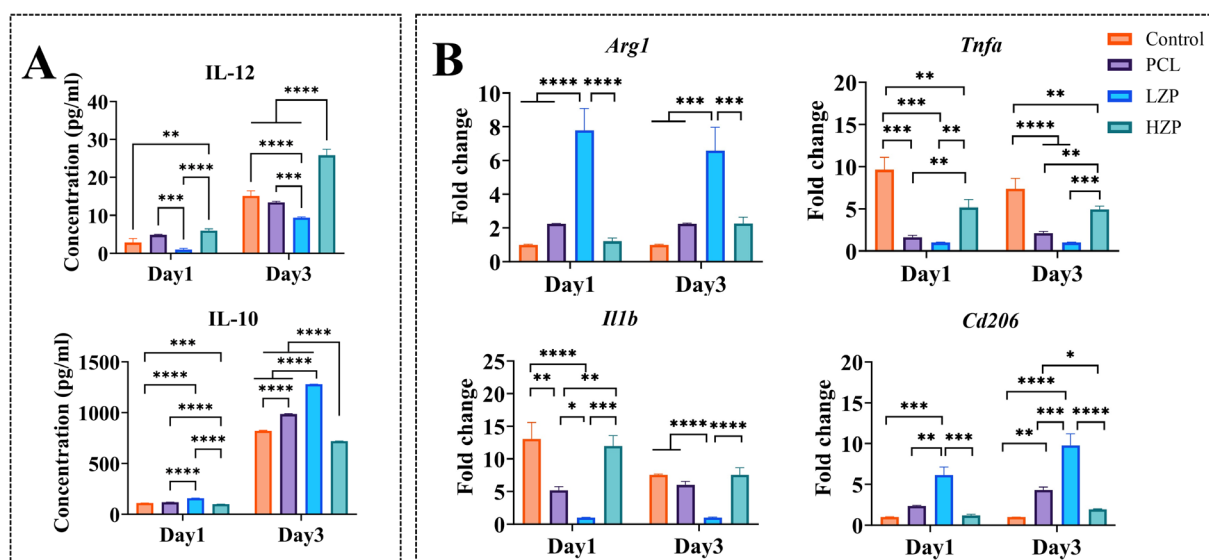 A
IL-12
Concentration (pg/ml)
40
30
20
10
0
**
****
***
****
****
***
****
Day1
Day3
IL-10
Concentration (pg/ml)
1500
1000
500
0
***
****
****
****
****
****
****
****
Day1
Day3
B
Arg1
Fold change
10
8
6
4
2
0
****
****
***
***
Day1
Day3
Tnfa
Fold change
20
15
10
5
0
**
***
***
**
**
**
****
**
***
Day1
Day3
Control
PCL
LZP
HZP
Il1b
Fold change
25
20
15
10
5
0
****
**
**
*
***
****
****
Day1
Day3
Cd206
Fold change
20
15
10
5
0
***
**
***
*
****
***
****
**
Day1
Day3